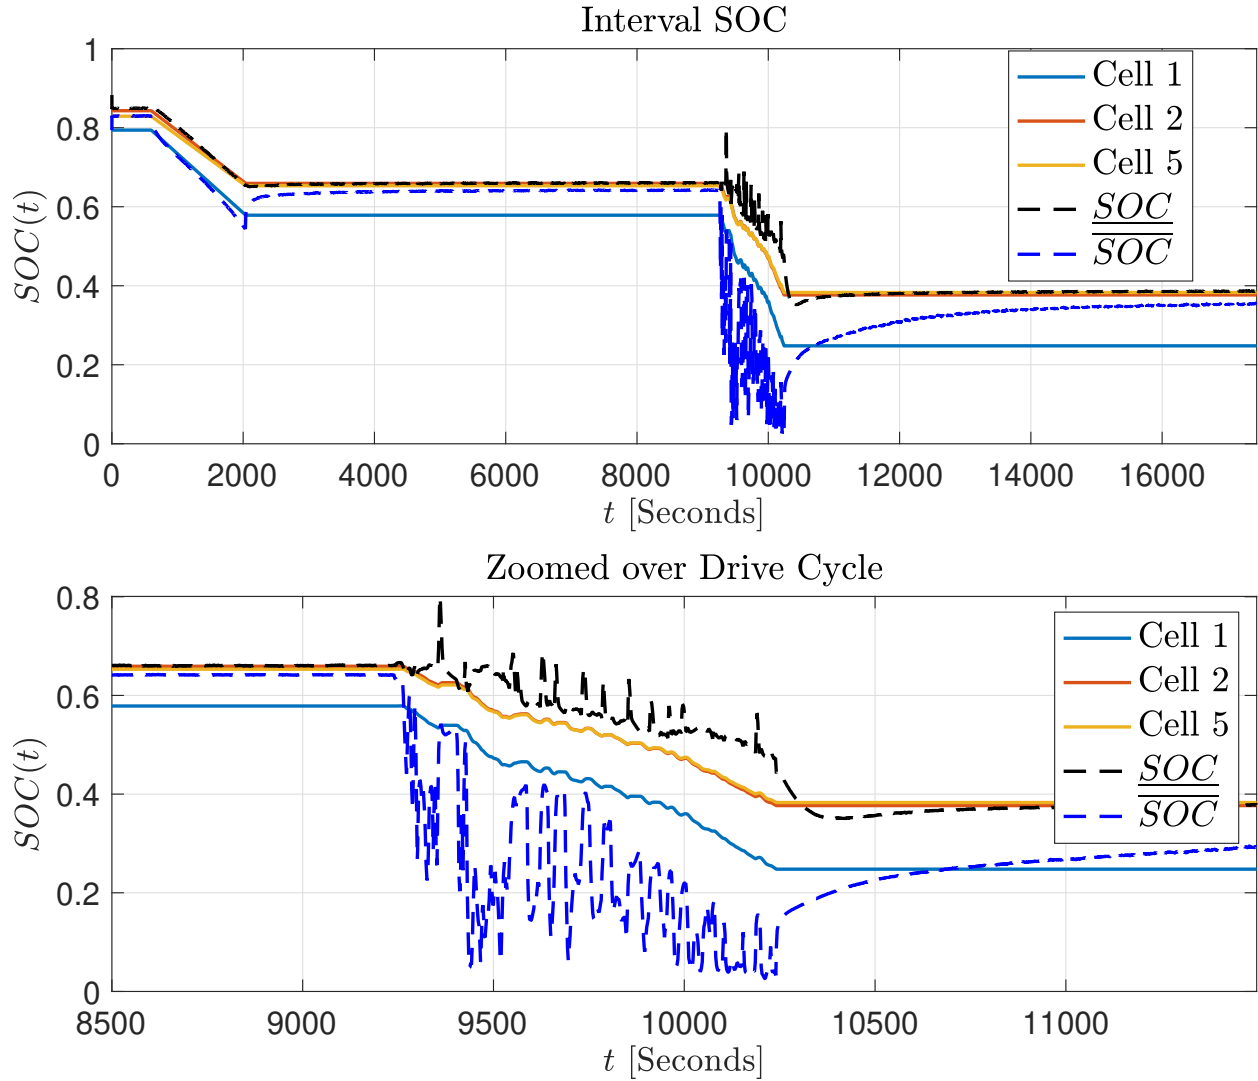 Interval SOC
SOC(t)
1
0.8
0.6
0.4
0.2
0
0 2000 4000 6000 8000 10000 12000 14000 16000
t [Seconds]
Cell 1
Cell 2
Cell 5
SOC
SOC
Zoomed over Drive Cycle
SOC(t)
0.8
0.6
0.4
0.2
0
8500 9000 9500 10000 10500 11000
t [Seconds]
Cell 1
Cell 2
Cell 5
SOC
SOC